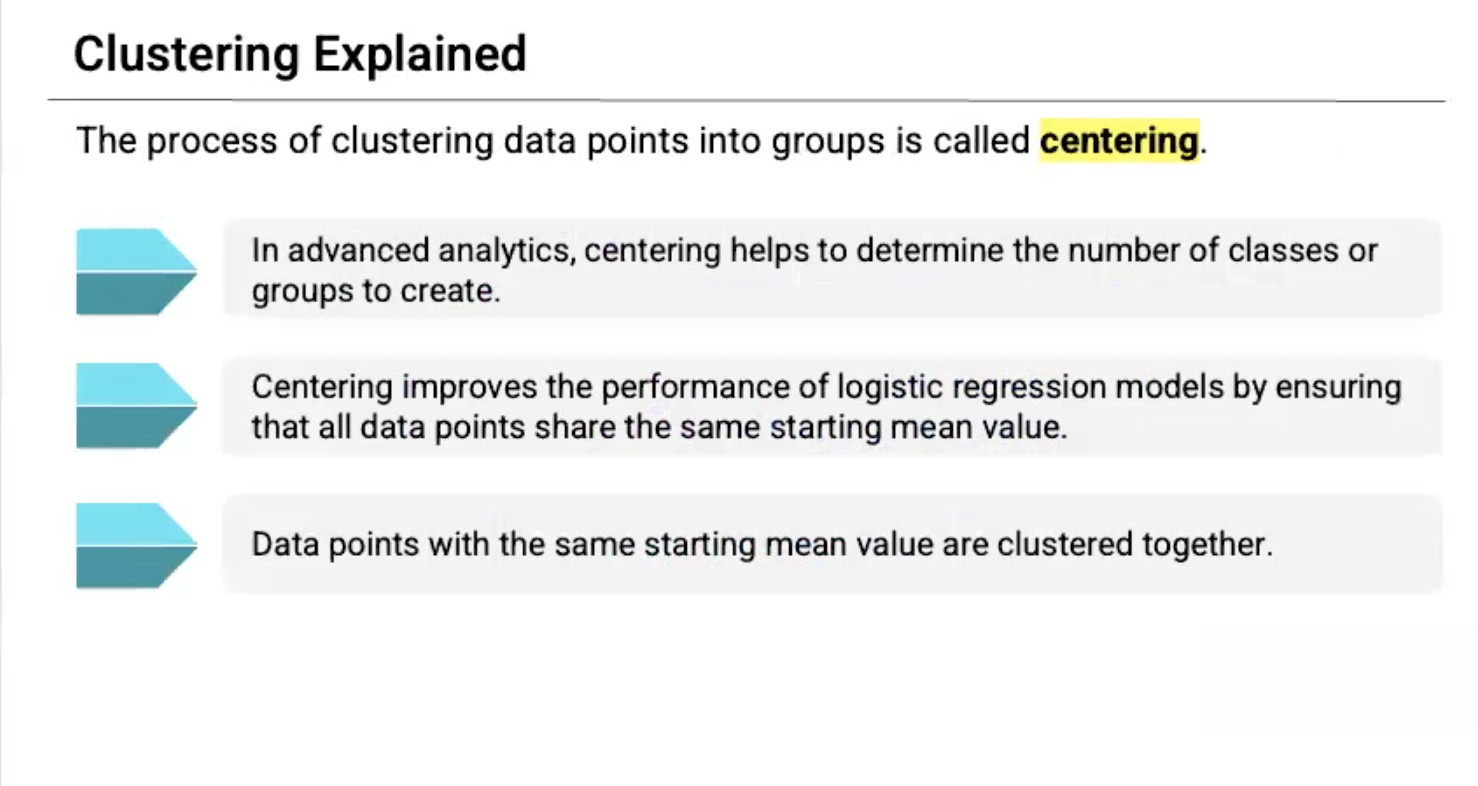 Clustering Explained
The process of clustering data points into groups is called centering.
In advanced analytics, centering helps to determine the number of classes or
groups to create.
Centering improves the performance of logistic regression models by ensuring
that all data points share the same starting mean value.
Data points with the same starting mean value are clustered together.